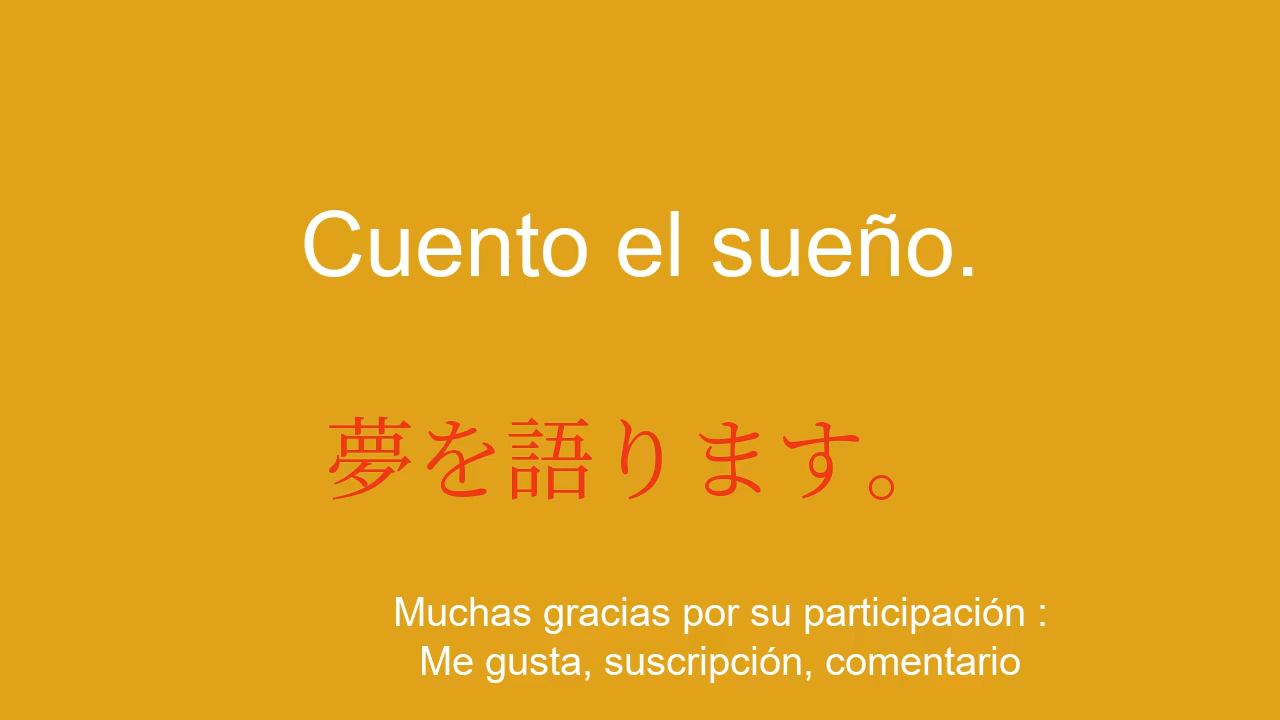 Cuento el sueño.
夢を語ります。
Muchas gracias por su participación :
Me gusta, suscripción, comentario